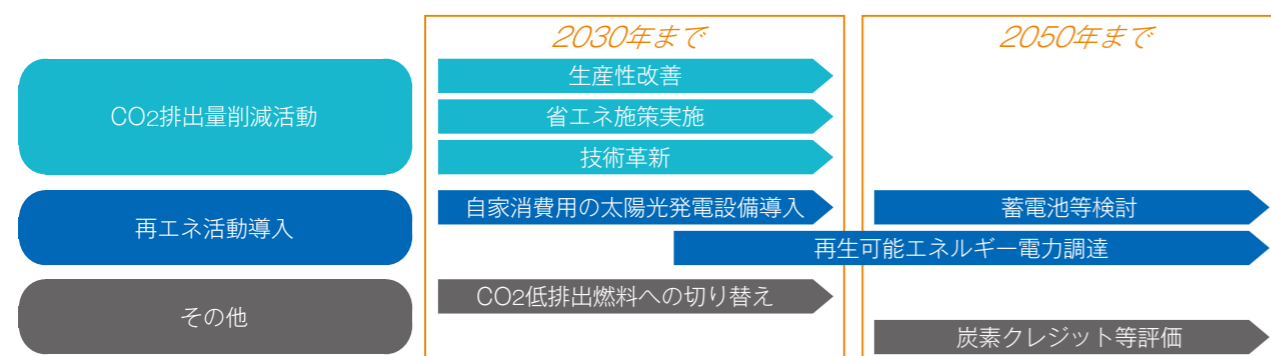 2030年まで
2050年まで
CO2排出量削減活動
生産性改善
省エネ施策実施
技術革新
再エネ活動導入
自家消費用の太陽光発電設備導入
蓄電池等検討
再生可能エネルギー電力調達
その他
CO2低排出燃料への切り替え
炭素クレジット等評価